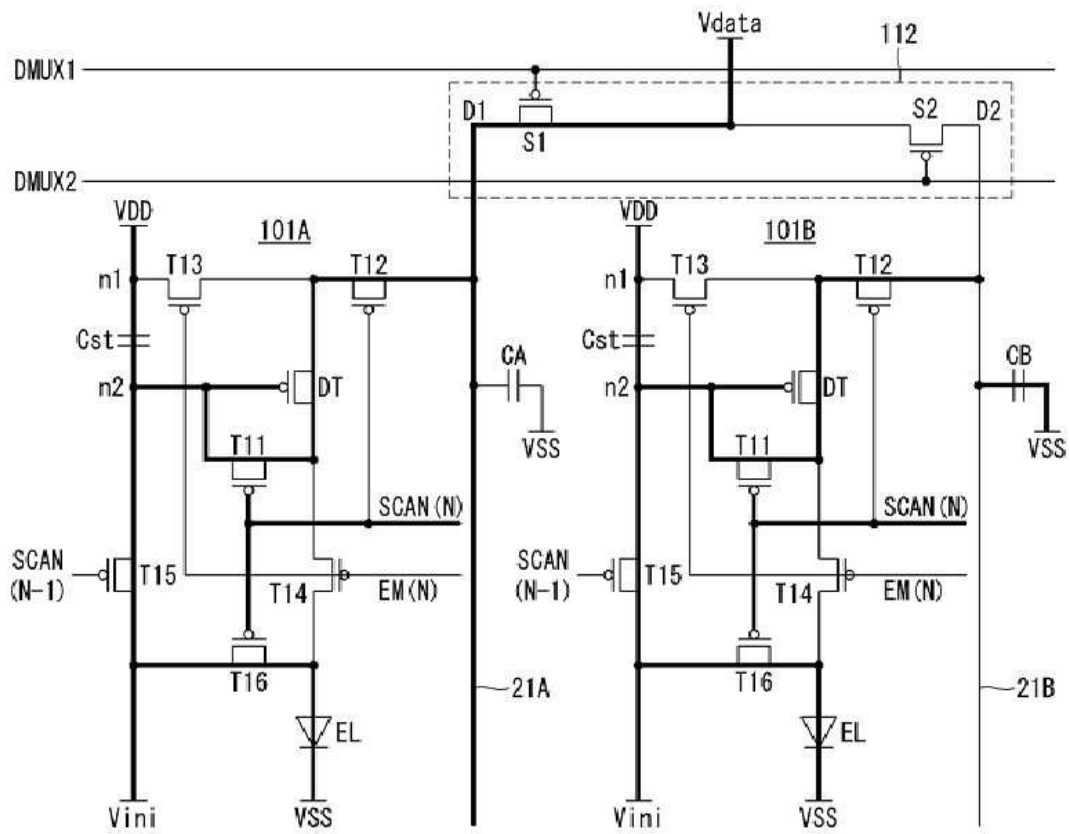 Vdata
112
DMUX1
D1
S1
S2
D2
DMUX2
VDD
101A
VDD
101B
n1
T13
T12
n1
T13
T12
Cst
CA
Cst
CB
n2
DT
n2
DT
VSS
VSS
T11
T11
SCAN(N)
SCAN(N)
SCAN
(N-1)
T15
T14
EM(N)
SCAN
(N-1)
T15
T14
EM(N)
T16
21A
T16
21B
EL
EL
Vini
VSS
Vini
VSS